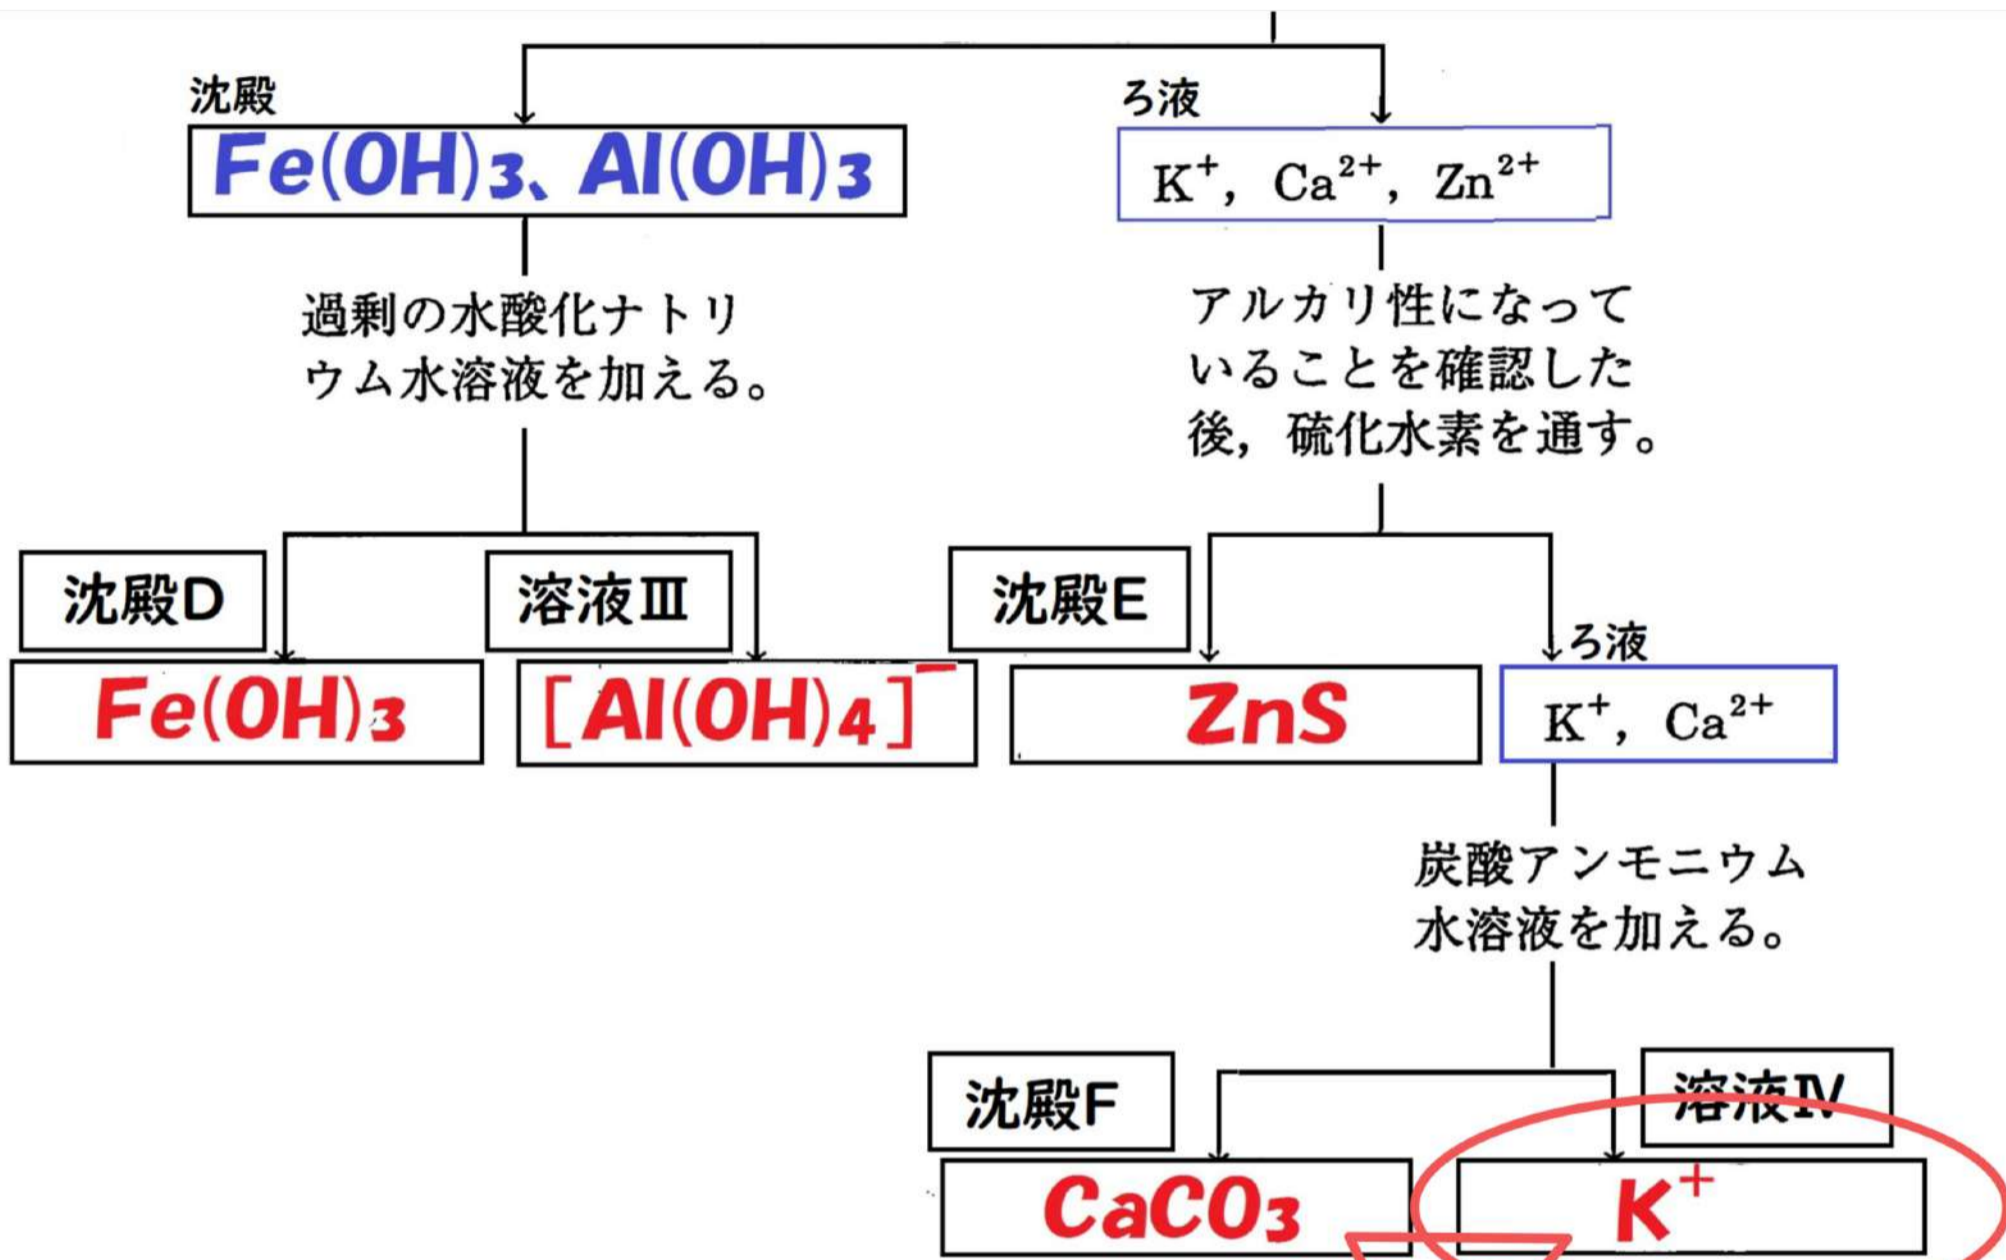 沈殿
Fe(OH)₃、Al(OH)₃
ろ液
K⁺, Ca²⁺, Zn²⁺
過剰の水酸化ナトリ
ウム水溶液を加える。
アルカリ性になって
いることを確認した
後，硫化水素を通す。
沈殿D
Fe(OH)₃
溶液Ⅲ
[Al(OH)₄]⁻
沈殿E
ZnS
ろ液
K⁺, Ca²⁺
炭酸アンモニウム
水溶液を加える。
沈殿F
CaCO₃
溶液Ⅳ
K⁺